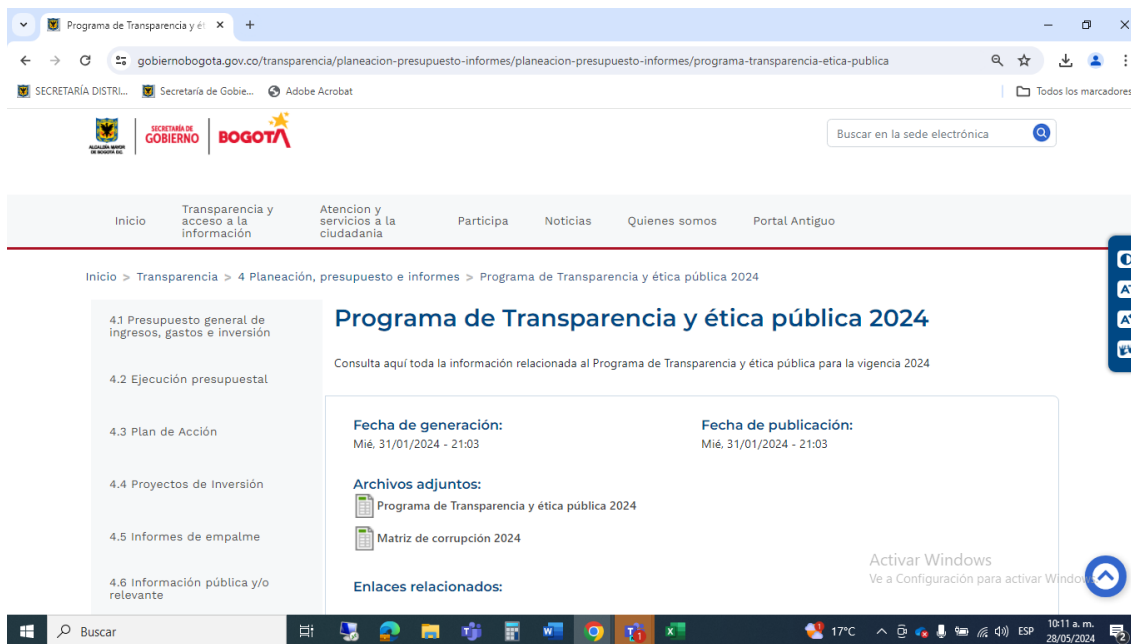 Programa de Transparencia y ét
gobiernobogota.gov.co/transparencia/planeacion-presupuesto-informes/planeacion-presupuesto-informes/programa-transparencia-etica-publica
SECRETARÍA DISTRI...
Secretaría de Gobie...
Adobe Acrobat
Todos los marcadores
ALCALDÍA MAYOR
DE BOGOTÁ D.C.
SECRETARÍA DE
GOBIERNO
BOGOTÁ
Buscar en la sede electrónica
Inicio
Transparencia y
acceso a la
información
Atencion y
servicios a la
ciudadania
Participa
Noticias
Quienes somos
Portal Antiguo
Inicio > Transparencia > 4 Planeación, presupuesto e informes > Programa de Transparencia y ética pública 2024
4.1 Presupuesto general de
ingresos, gastos e inversión
4.2 Ejecución presupuestal
4.3 Plan de Acción
4.4 Proyectos de Inversión
4.5 Informes de empalme
4.6 Información pública y/o
relevante
Programa de Transparencia y ética pública 2024
Consulta aquí toda la información relacionada al Programa de Transparencia y ética pública para la vigencia 2024
Fecha de generación:
Mié, 31/01/2024 - 21:03
Fecha de publicación:
Mié, 31/01/2024 - 21:03
Archivos adjuntos:
Programa de Transparencia y ética pública 2024
Matriz de corrupción 2024
Enlaces relacionados:
Activar Windows
Ve a Configuración para activar Windows
Buscar
17°C
ESP
10:11 a. m.
28/05/2024